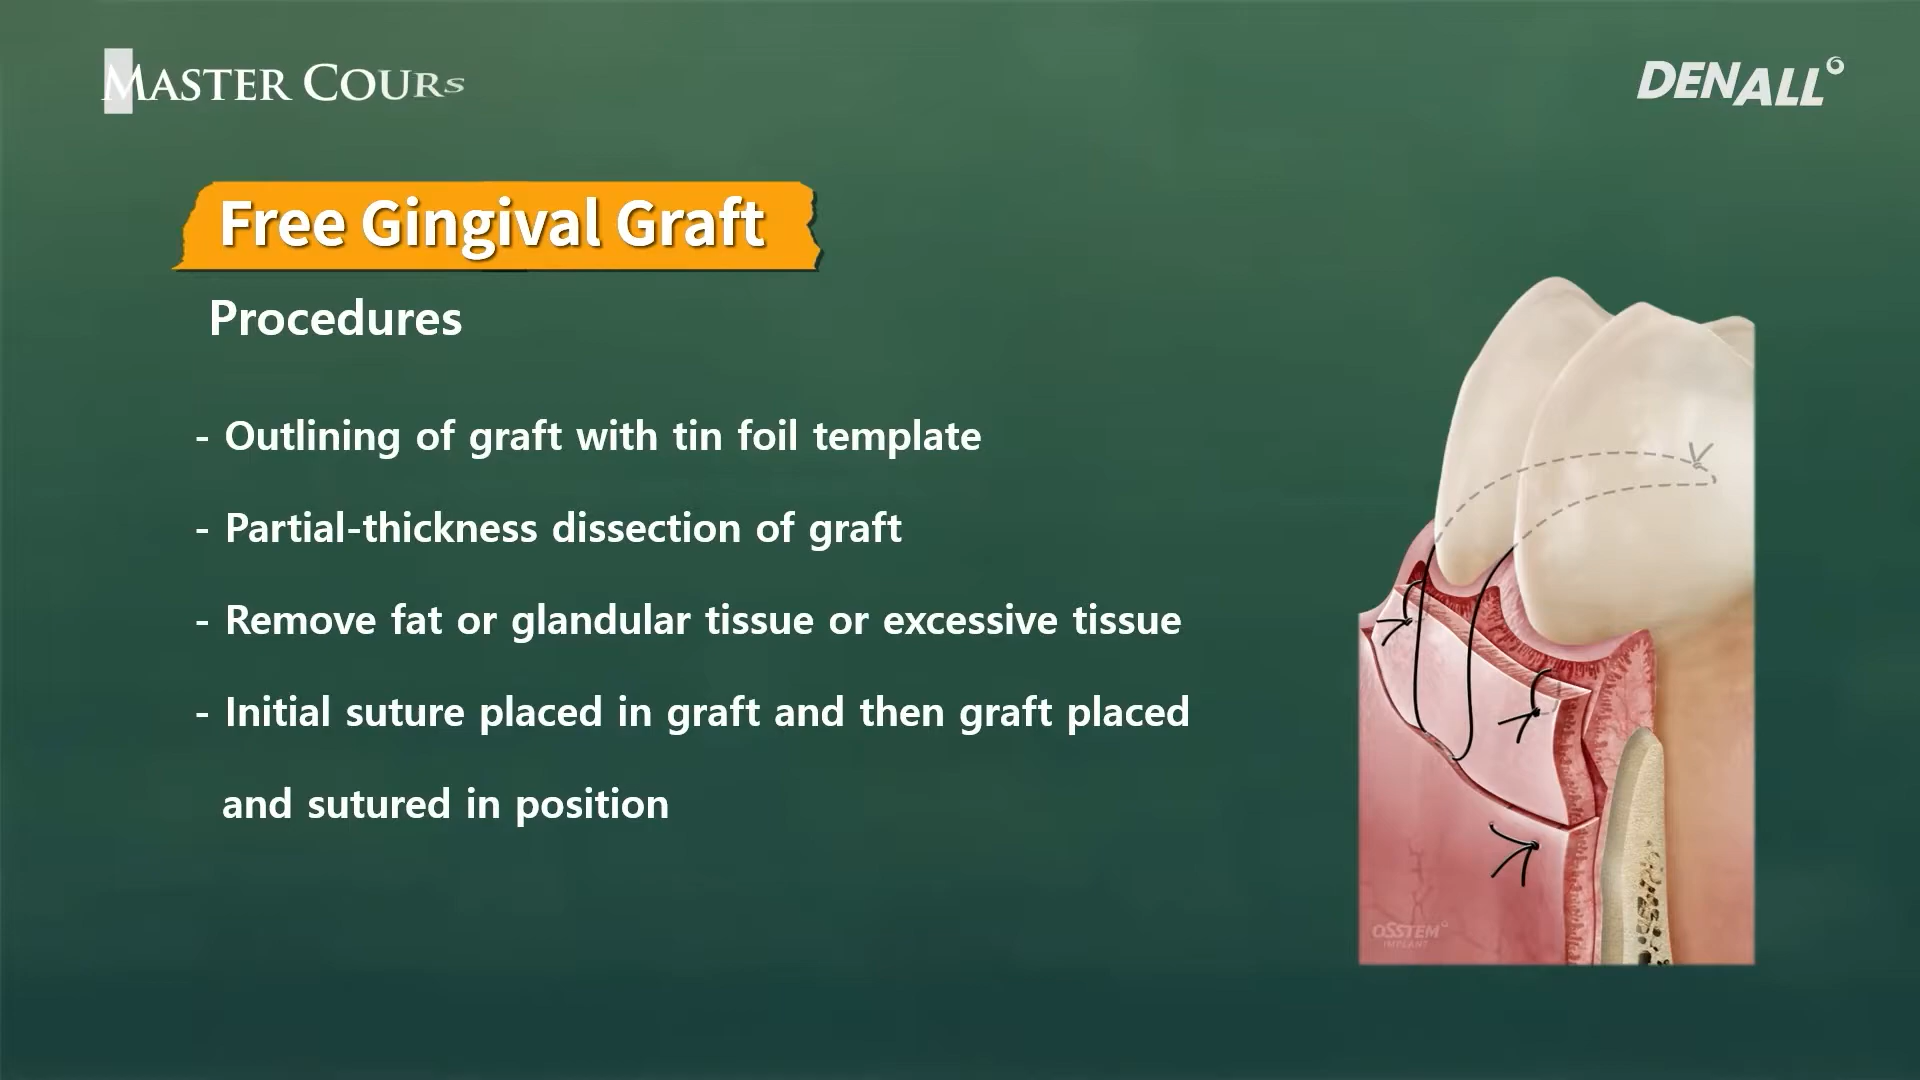 MASTER COURS
DENALL
Free Gingival Graft
Procedures
- Outlining of graft with tin foil template
- Partial-thickness dissection of graft
- Remove fat or glandular tissue or excessive tissue
- Initial suture placed in graft and then graft placed
and sutured in position
OSSTEM
IMPLANT